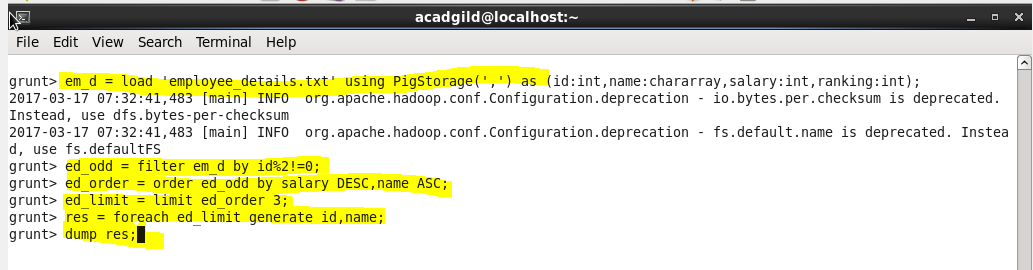 acadgild@localhost:~
File Edit View Search Terminal Help
grunt> em_d = load 'employee_details.txt' using PigStorage(',') as (id:int,name:chararray,salary:int,ranking:int);
2017-03-17 07:32:41,483 [main] INFO  org.apache.hadoop.conf.Configuration.deprecation - io.bytes.per.checksum is deprecated.
Instead, use dfs.bytes-per-checksum
2017-03-17 07:32:41,483 [main] INFO  org.apache.hadoop.conf.Configuration.deprecation - fs.default.name is deprecated. Instea
d, use fs.defaultFS
grunt> ed_odd = filter em_d by id%2!=0;
grunt> ed_order = order ed_odd by salary DESC,name ASC;
grunt> ed_limit = limit ed_order 3;
grunt> res = foreach ed_limit generate id,name;
grunt> dump res;